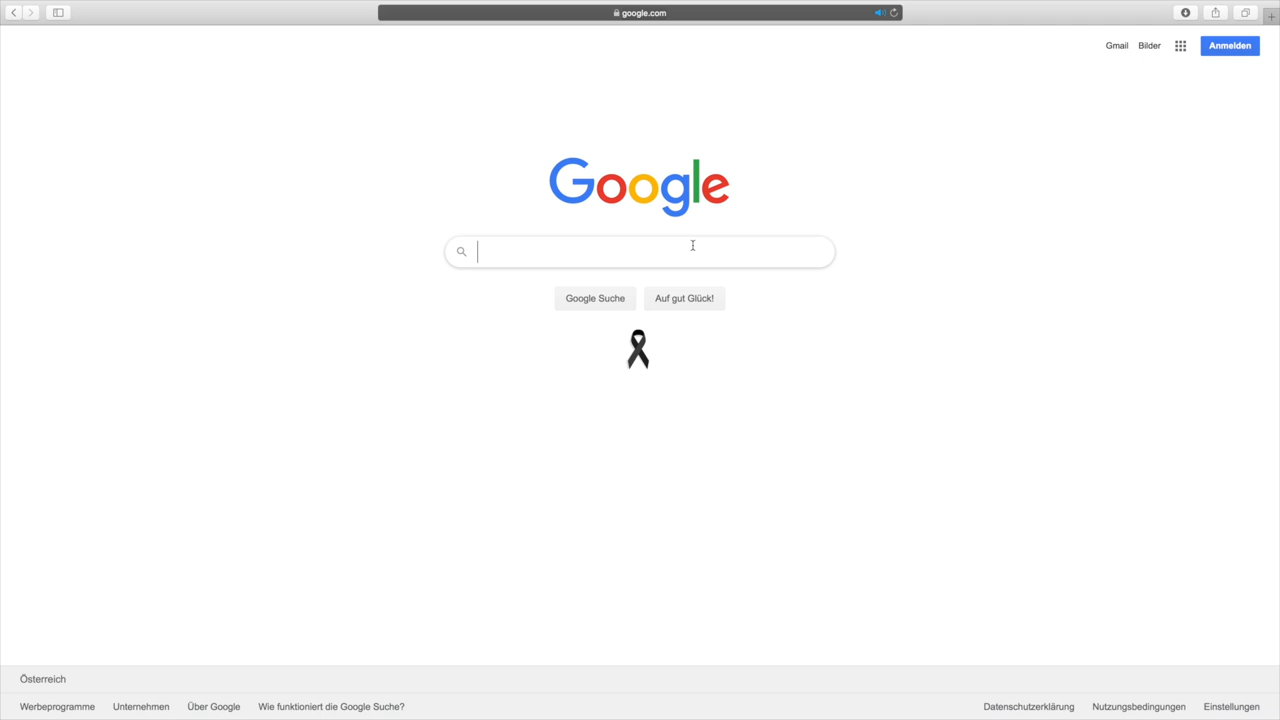 google.com
Gmail Bilder Anmelden
Google
Google Suche Auf gut Glück!
Österreich
Werbeprogramme Unternehmen Über Google Wie funktioniert die Google Suche? Datenschutzerklärung Nutzungsbedingungen Einstellungen